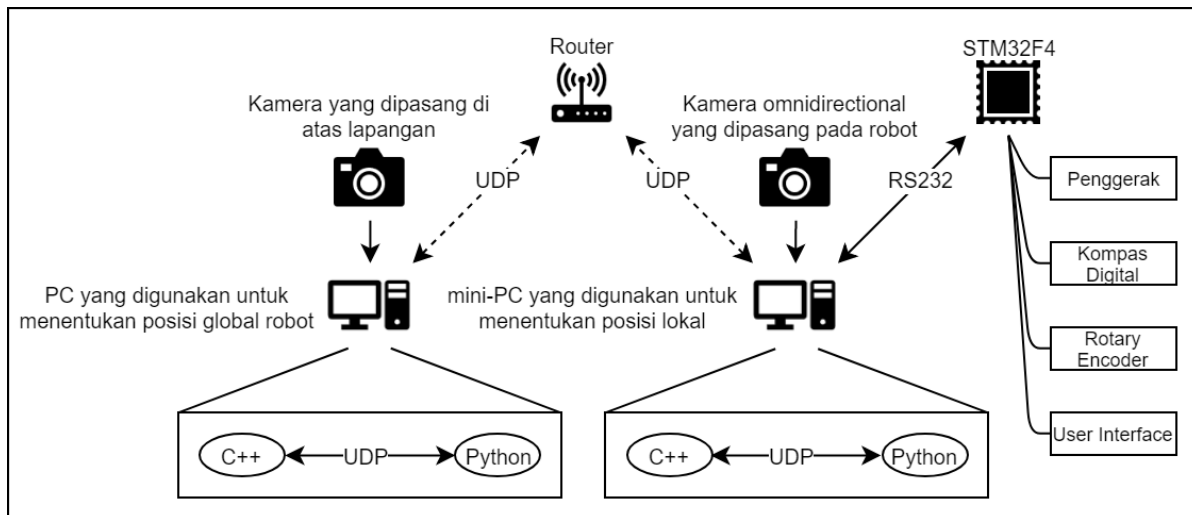 Router
STM32F4
Kamera yang dipasang di
atas lapangan
Kamera omnidirectional
yang dipasang pada robot
UDP
UDP
RS232
Penggerak
Kompas
Digital
Rotary
Encoder
User Interface
PC yang digunakan untuk
menentukan posisi global robot
mini-PC yang digunakan untuk
menentukan posisi lokal
C++
UDP
Python
C++
UDP
Python